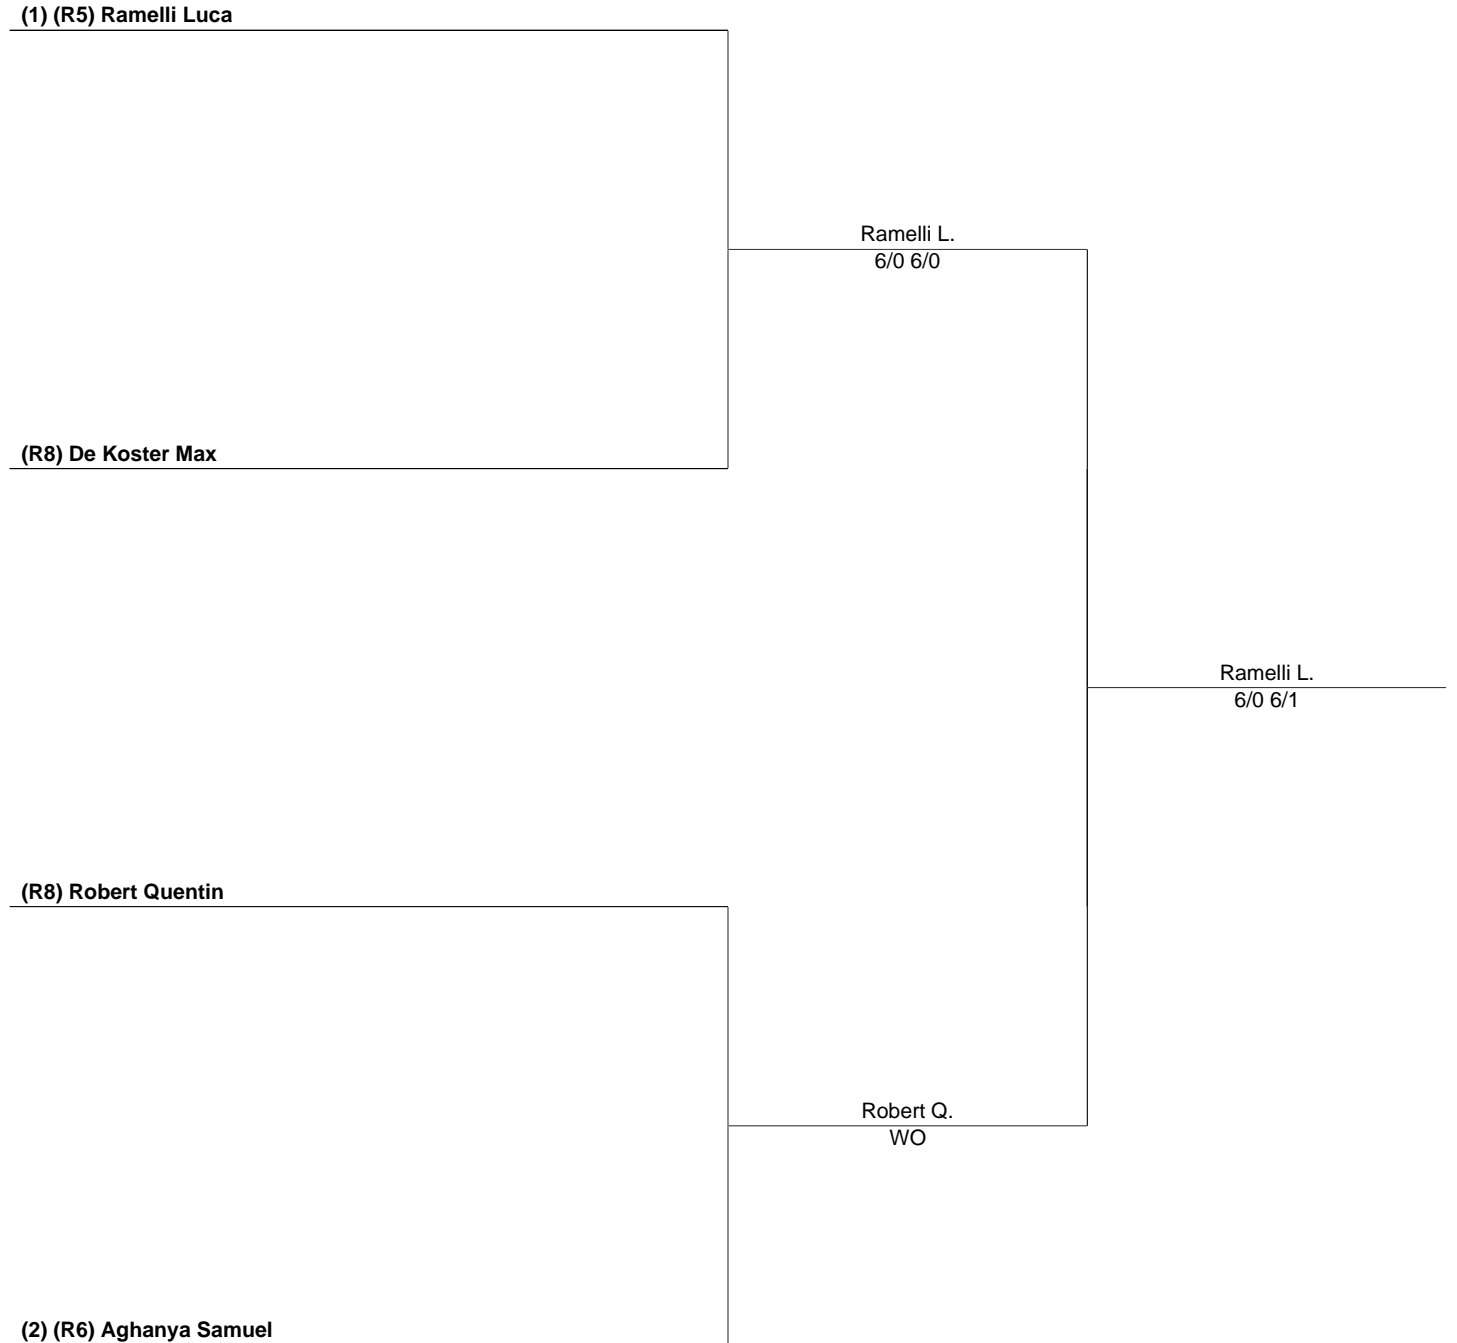 (1) (R5) Ramelli Luca
Ramelli L.
6/0 6/0
(R8) De Koster Max
Ramelli L.
6/0 6/1
(R8) Robert Quentin
Robert Q.
WO
(2) (R6) Aghanya Samuel